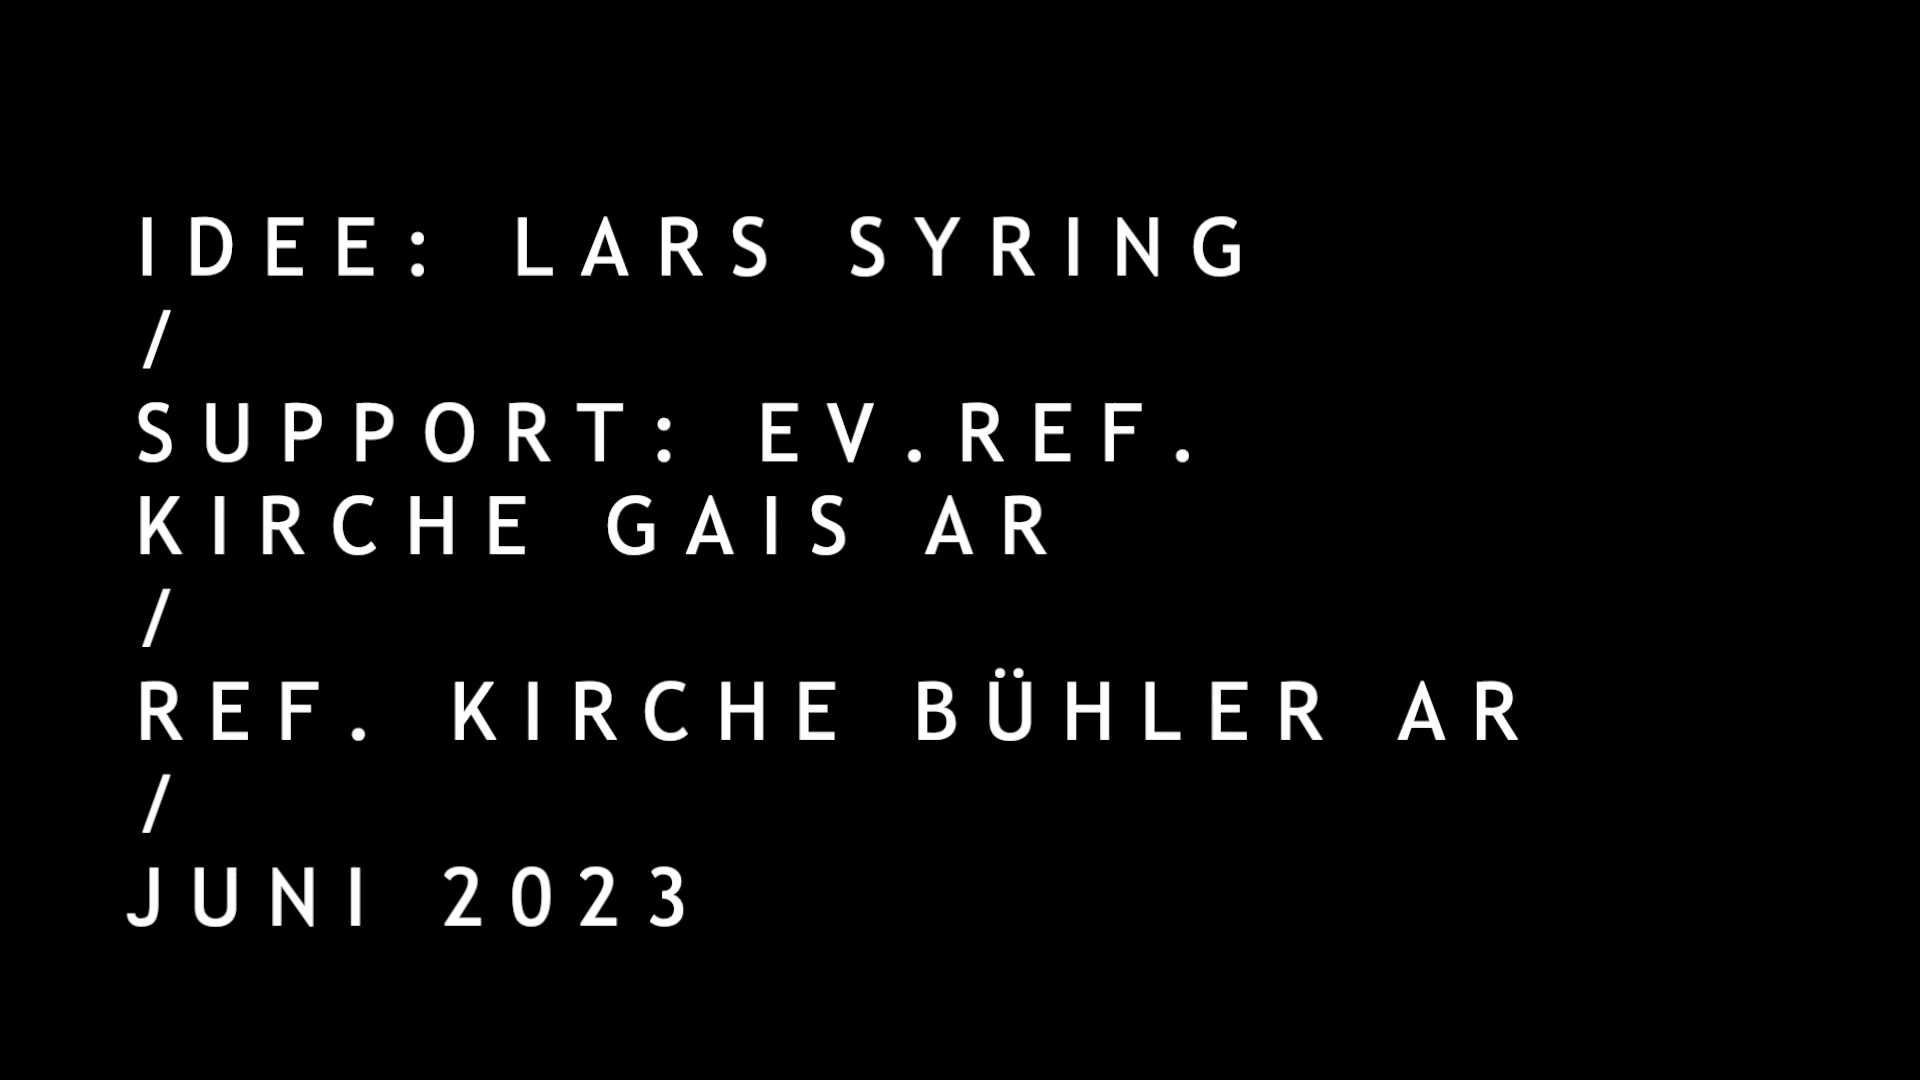 IDEE: LARS SYRING
/
SUPPORT: EV.REF.
KIRCHE GAIS AR
/
REF. KIRCHE BÜHLER AR
/
JUNI 2023